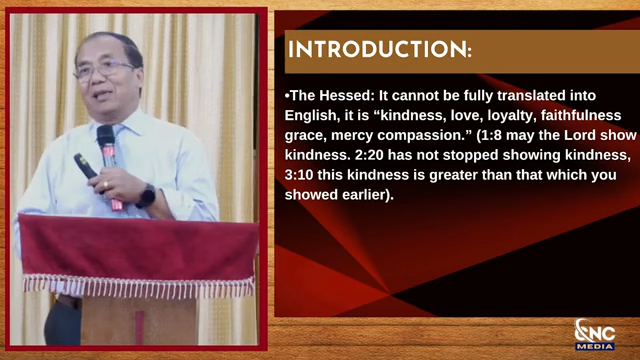 INTRODUCTION:
•The Hessed: It cannot be fully translated into
English, it is “kindness, love, loyalty, faithfulness
grace, mercy compassion.” (1:8 may the Lord show
kindness. 2:20 has not stopped showing kindness,
3:10 this kindness is greater than that which you
showed earlier).
NC
MEDIA